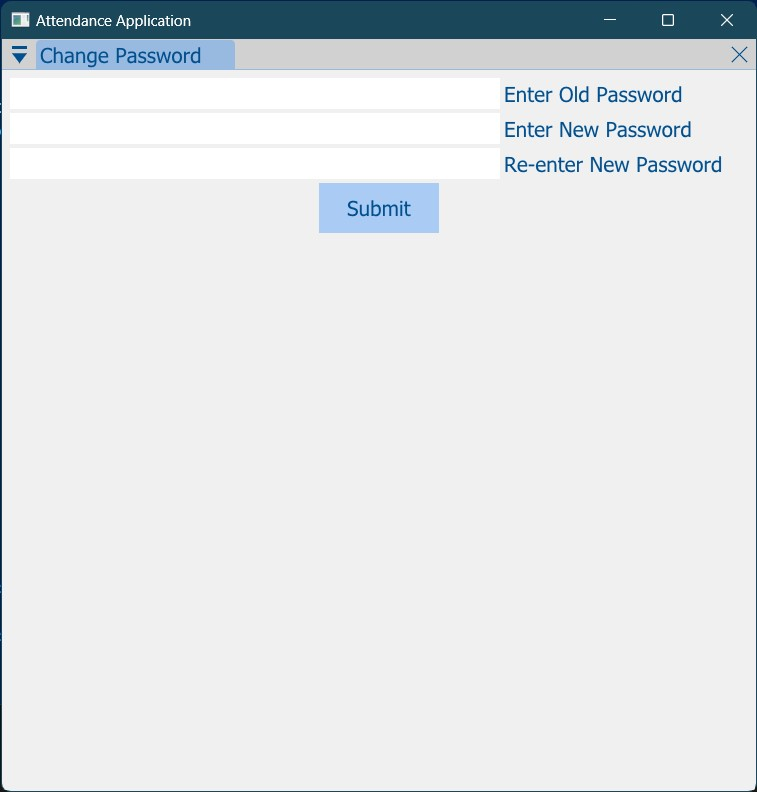 Attendance Application
Change Password
Enter Old Password
Enter New Password
Re-enter New Password
Submit